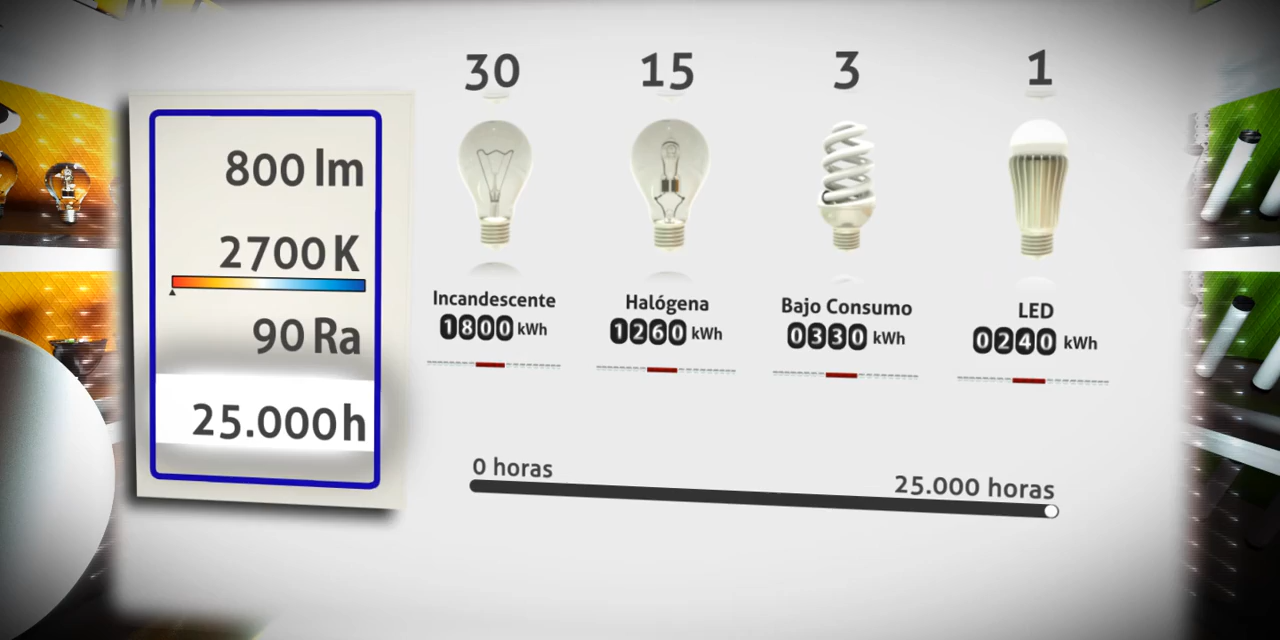 800 lm
2700 K
90 Ra
25.000 h
30
15
3
1
Incandescente
1800 kWh
Halógena
1260 kWh
Bajo Consumo
0330 kWh
LED
0240 kWh
0 horas
25.000 horas